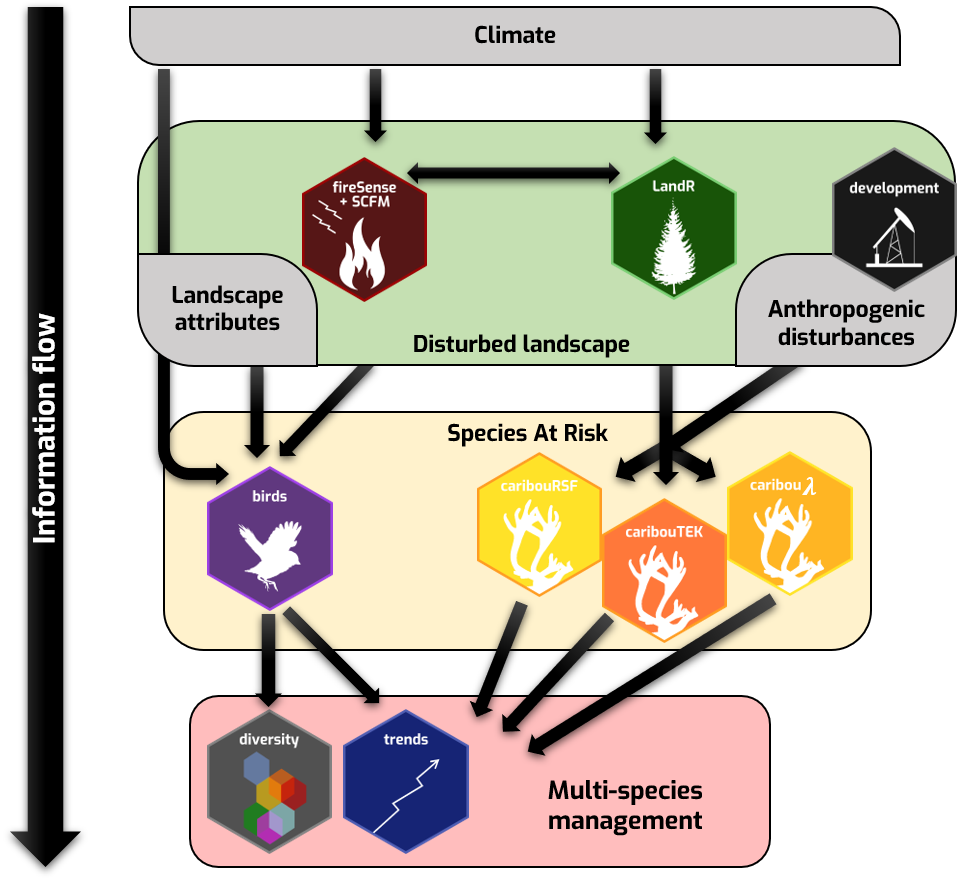 Climate
fireSense
+ SCFM
LandR
development
Landscape
attributes
Anthropogenic
disturbances
Disturbed landscape
Information flow
Species At Risk
birds
caribouRSF
caribouTEK
caribou λ
diversity
trends
Multi-species
management